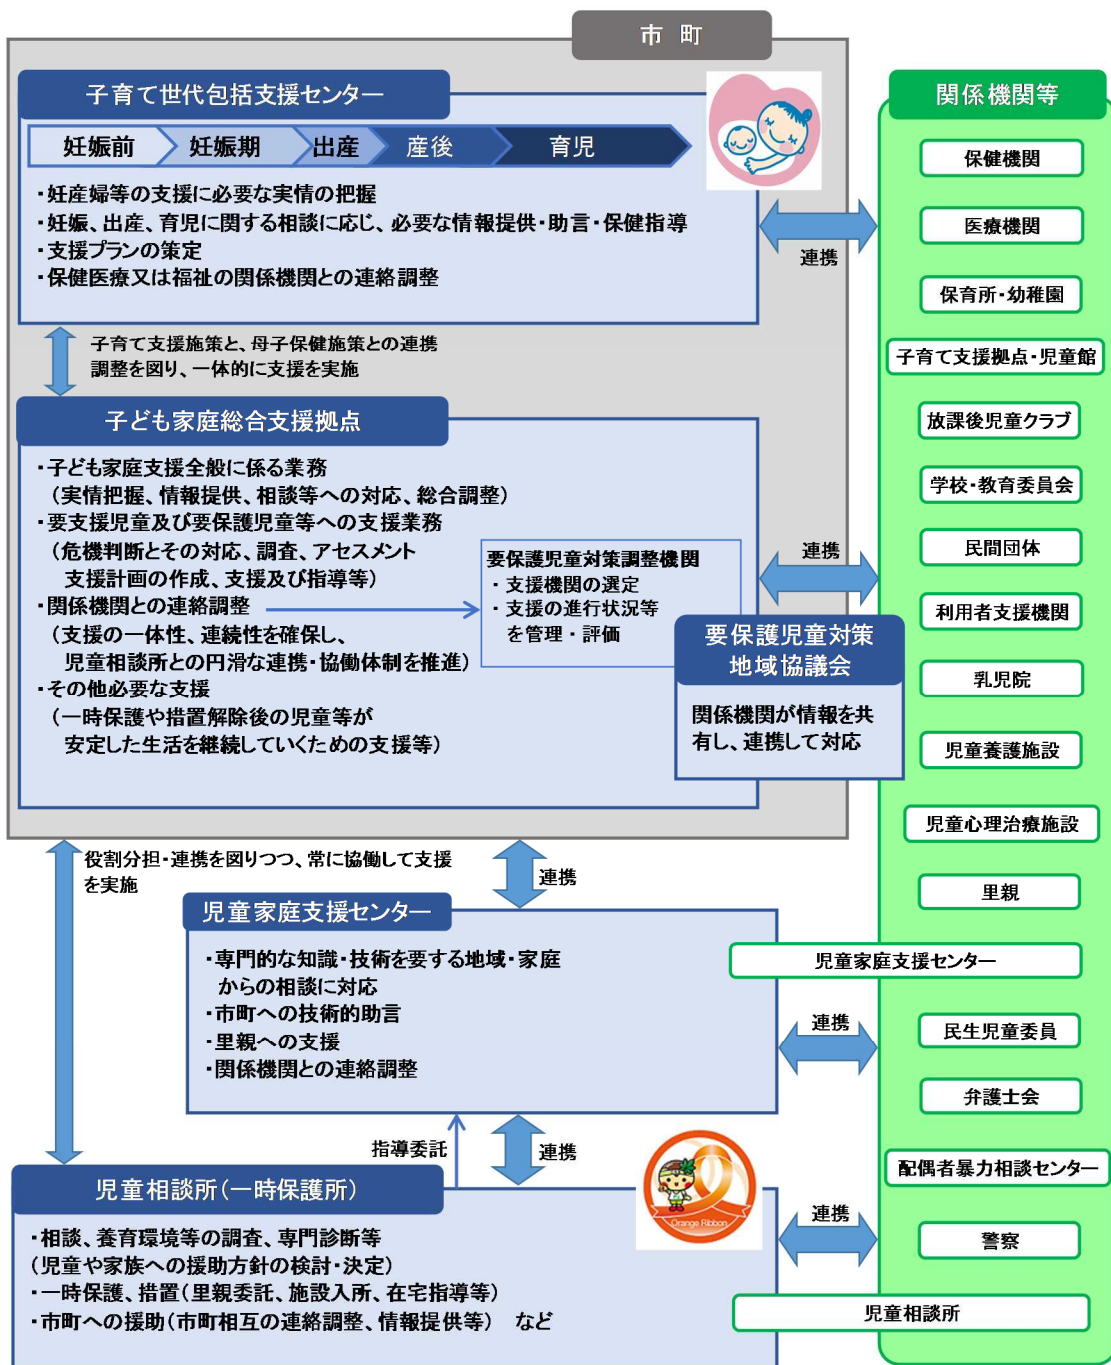 市 町
子育て世代包括支援センター
妊娠前 妊娠期 出産 産後 育児
・妊産婦等の支援に必要な実情の把握
・妊娠、出産、育児に関する相談に応じ、必要な情報提供・助言・保健指導
・支援プランの策定
・保健医療又は福祉の関係機関との連絡調整
連携
子育て支援施策と、母子保健施策との連携
調整を図り、一体的に支援を実施
子ども家庭総合支援拠点
・子ども家庭支援全般に係る業務
(実情把握、情報提供、相談等への対応、総合調整)
・要支援児童及び要保護児童等への支援業務
(危機判断とその対応、調査、アセスメント
支援計画の作成、支援及び指導等)
・関係機関との連絡調整
(支援の一体性、連続性を確保し、
児童相談所との円滑な連携・協働体制を推進)
・その他必要な支援
(一時保護や措置解除後の児童等が
安定した生活を継続していくための支援等)
要保護児童対策調整機関
・支援機関の選定
・支援の進行状況等
を管理・評価
連携
要保護児童対策
地域協議会
関係機関が情報を共
有し、連携して対応
役割分担・連携を図りつつ、常に協働して支援
を実施
連携
児童家庭支援センター
・専門的な知識・技術を要する地域・家庭
からの相談に対応
・市町への技術的助言
・里親への支援
・関係機関との連絡調整
連携
指導委託
連携
児童相談所(一時保護所)
Orange Ribbon
・相談、養育環境等の調査、専門診断等
(児童や家族への援助方針の検討・決定)
・一時保護、措置(里親委託、施設入所、在宅指導等)
・市町への援助(市町相互の連絡調整、情報提供等) など
連携
関係機関等
保健機関
医療機関
保育所・幼稚園
子育て支援拠点・児童館
放課後児童クラブ
学校・教育委員会
民間団体
利用者支援機関
乳児院
児童養護施設
児童心理治療施設
里親
児童家庭支援センター
民生児童委員
弁護士会
配偶者暴力相談センター
警察
児童相談所